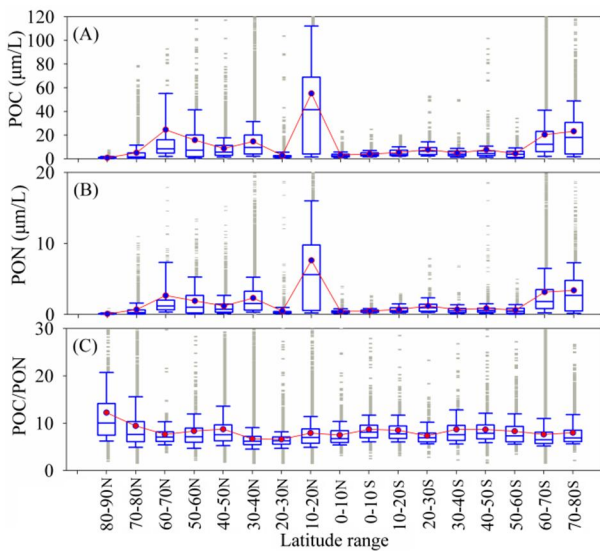 120
100
80
60
40
20
0
POC (μm/L)
(A)
20
10
0
PON (μm/L)
(B)
30
20
10
0
POC/PON
(C)
80-90N
70-80N
60-70N
50-60N
40-50N
30-40N
20-30N
10-20N
0-10N
0-10S
10-20S
20-30S
30-40S
40-50S
50-60S
60-70S
70-80S
Latitude range